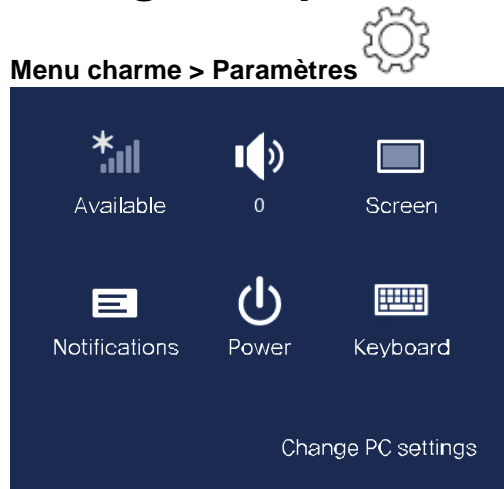 Menu charme > Paramètres
Available 0 Screen
Notifications Power Keyboard
Change PC settings